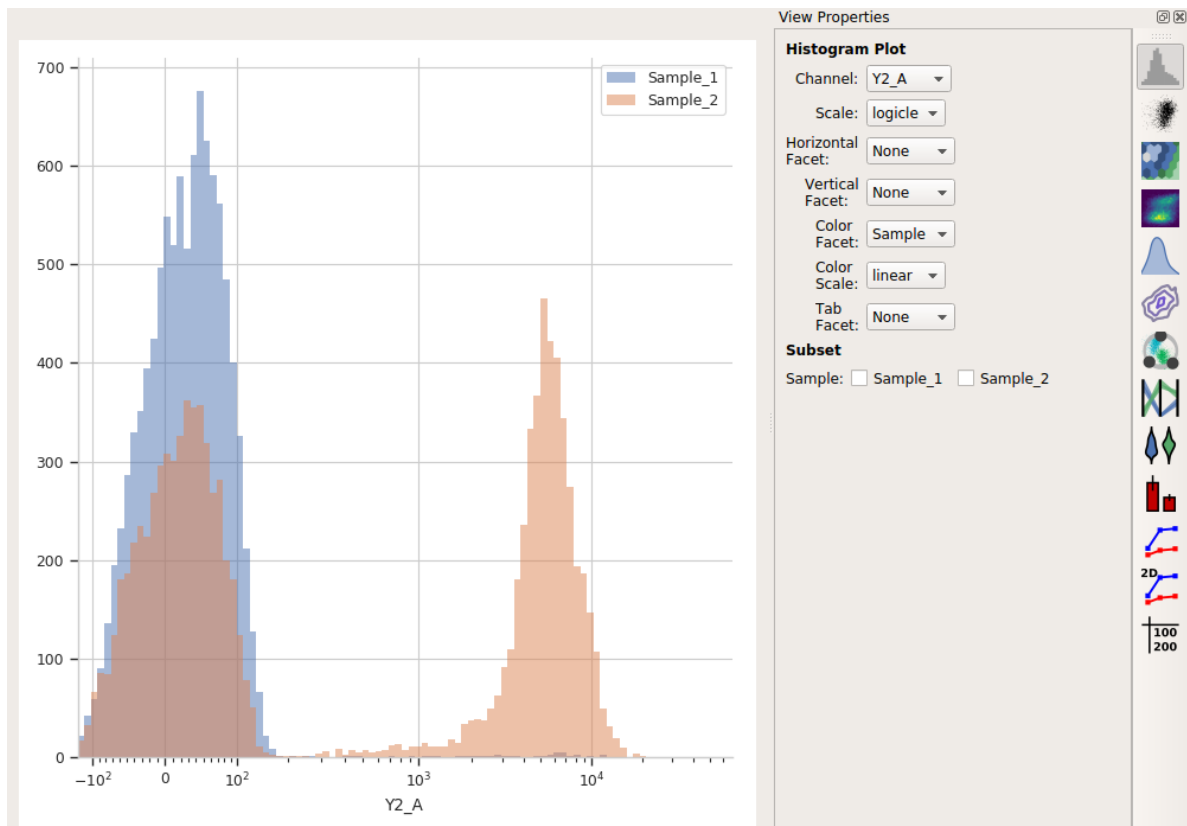 View Properties
700
600
500
400
300
200
100
0
−10²
0
10²
10³
10⁴
Y2_A
Sample_1
Sample_2
Histogram Plot
Channel: Y2_A
Scale: logicle
Horizontal
Facet: None
Vertical
Facet: None
Color
Facet: Sample
Color
Scale: linear
Tab
Facet: None
Subset
Sample: Sample_1 Sample_2
2D
100
200